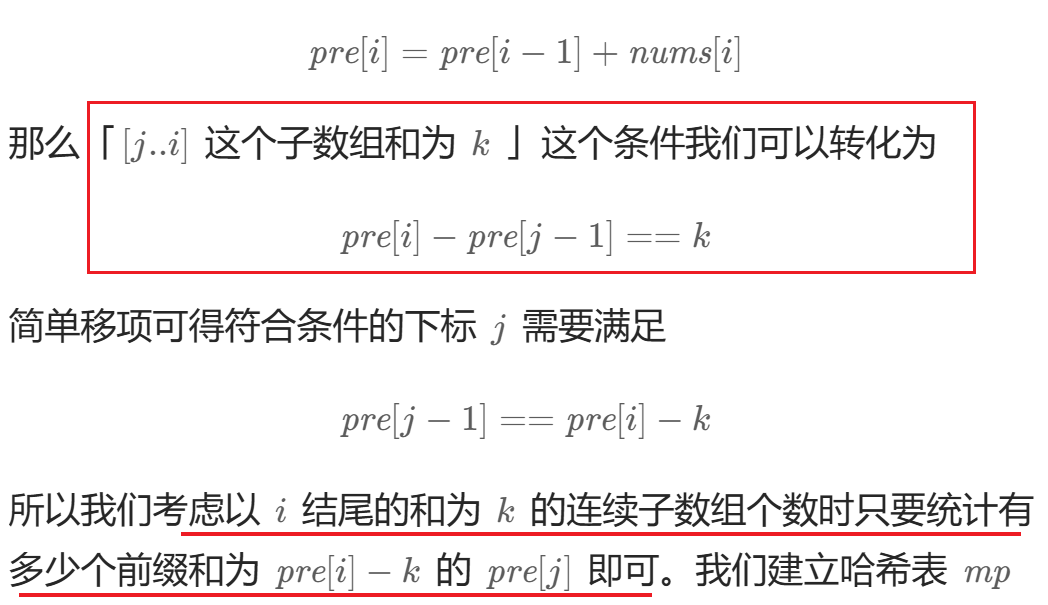 pre[i] = pre[i − 1] + nums[i]
那么「[j..i] 这个子数组和为 k 」这个条件我们可以转化为
pre[i] − pre[j − 1] == k
简单移项可得符合条件的下标 j 需要满足
pre[j − 1] == pre[i] − k
所以我们考虑以 i 结尾的和为 k 的连续子数组个数时只要统计有
多少个前缀和为 pre[i] − k 的 pre[j] 即可。我们建立哈希表 mp